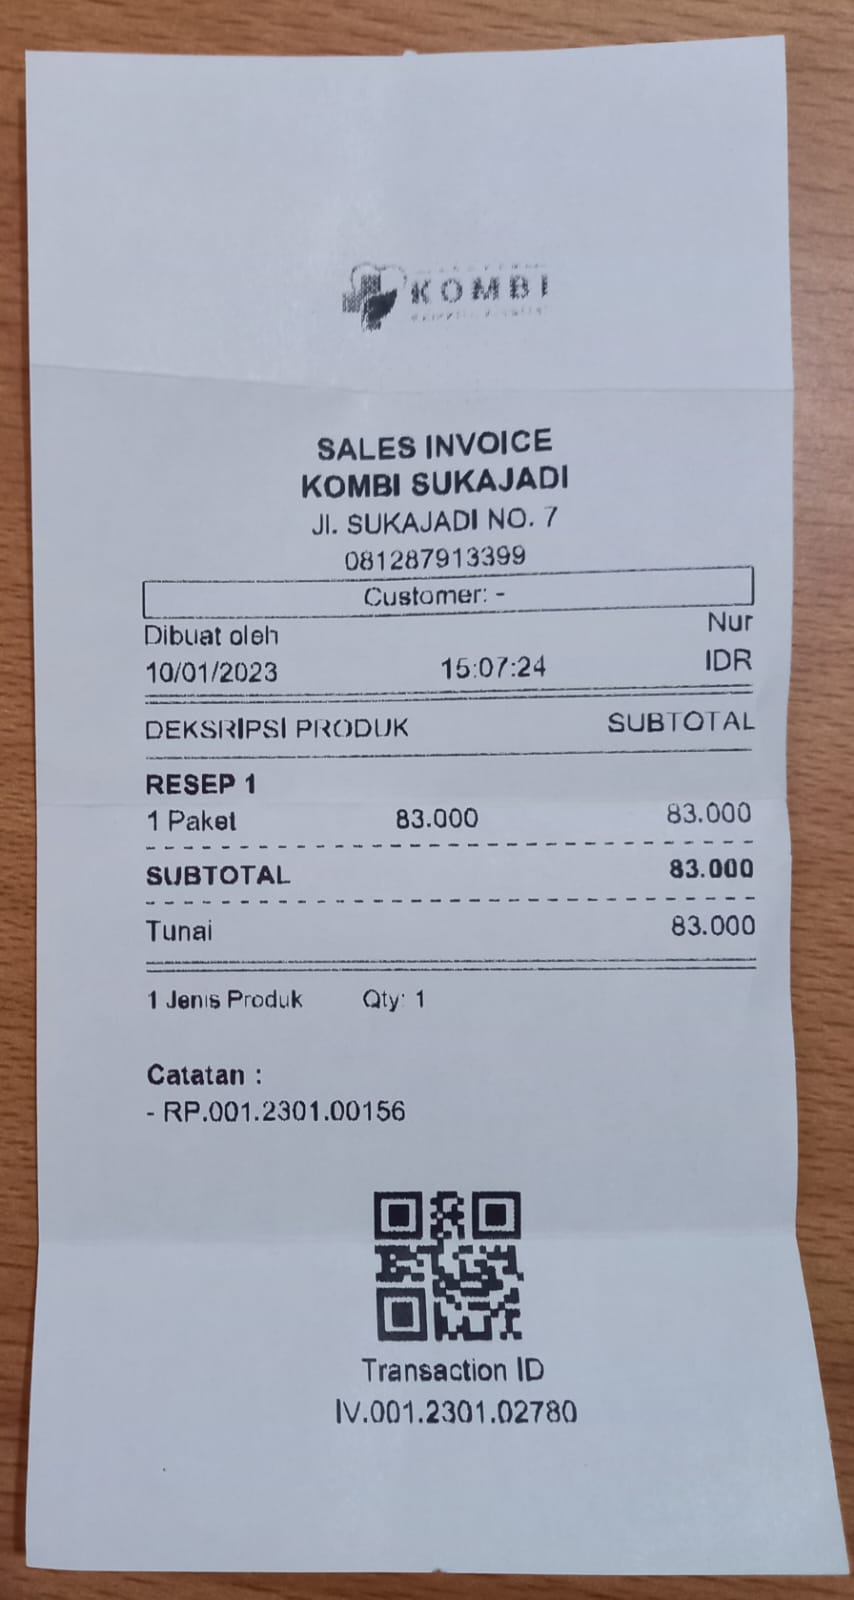 KOMBI
SALES INVOICE
KOMBI SUKAJADI
Jl. SUKAJADI NO. 7
081287913399
Customer: -
Dibuat oleh Nur
10/01/2023 15:07:24 IDR
DEKSRIPSI PRODUK SUBTOTAL
RESEP 1
1 Paket 83.000 83.000
SUBTOTAL 83.000
Tunai 83.000
1 Jenis Produk Qty: 1
Catatan :
- RP.001.2301.00156
Transaction ID
IV.001.2301.02780